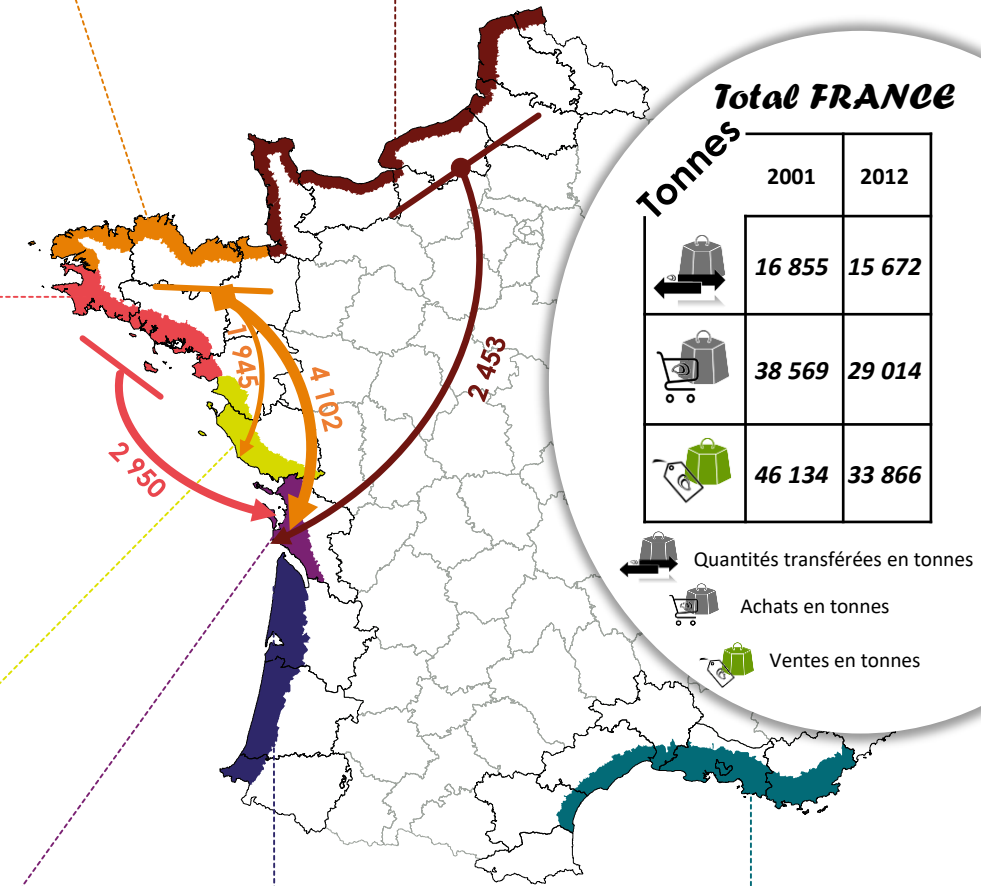 Total FRANCE
Tonnes
2001 2012
16 855 15 672
38 569 29 014
46 134 33 866
Quantités transférées en tonnes
Achats en tonnes
Ventes en tonnes
1 945
4 102
2 453
2 950